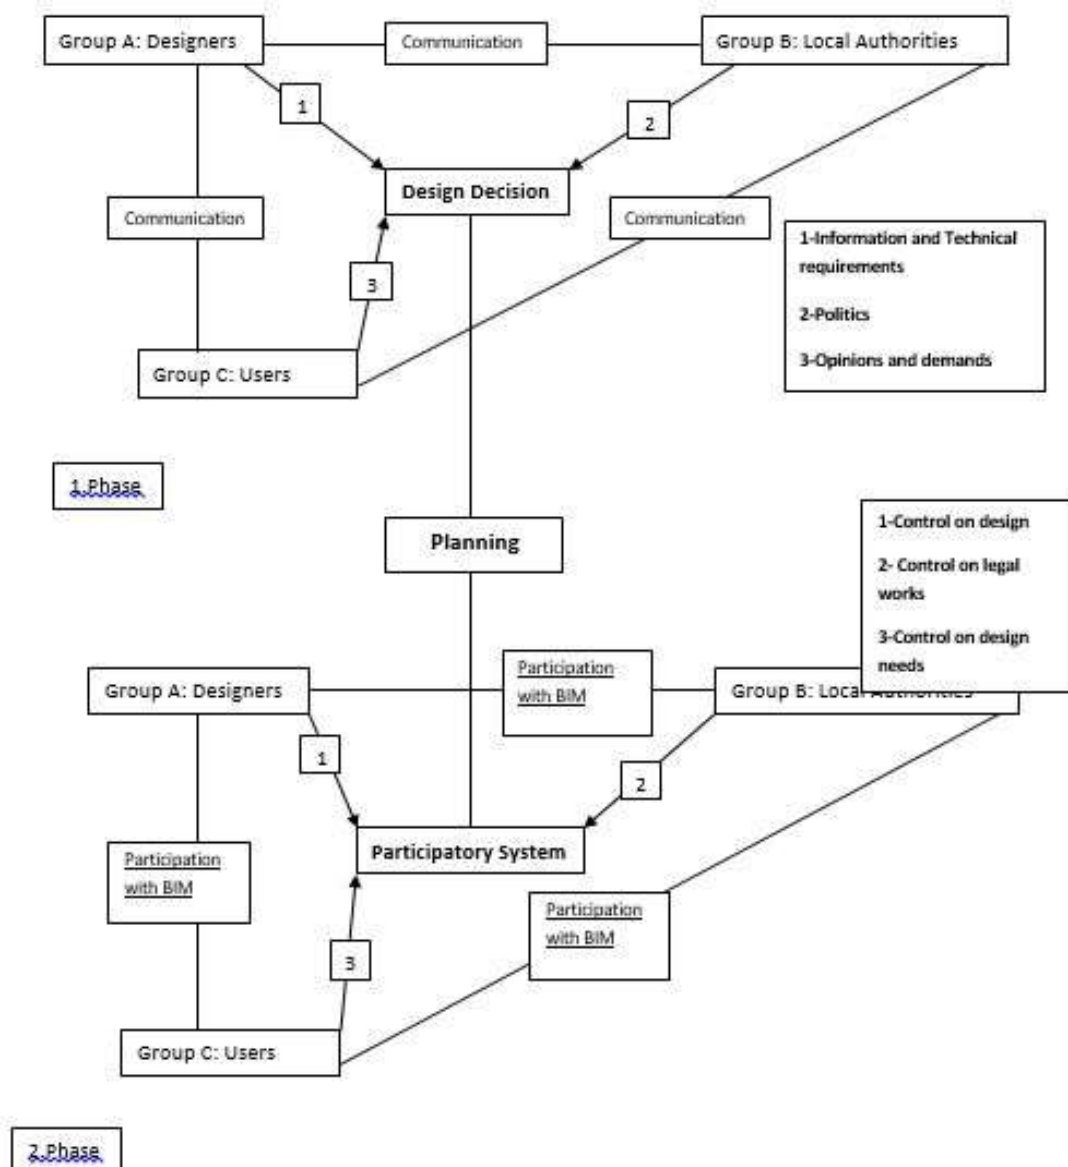 Group A: Designers
Communication
Group B: Local Authorities
1
2
Design Decision
Communication
Communication
1-Information and Technical
requirements
2-Politics
3-Opinions and demands
3
Group C: Users
1.Phase
Planning
1-Control on design
2- Control on legal
works
3-Control on design
needs
Group A: Designers
Participation
with BIM
Group B: Local Authorities
1
2
Participatory System
Participation
with BIM
Participation
with BIM
3
Group C: Users
2.Phase